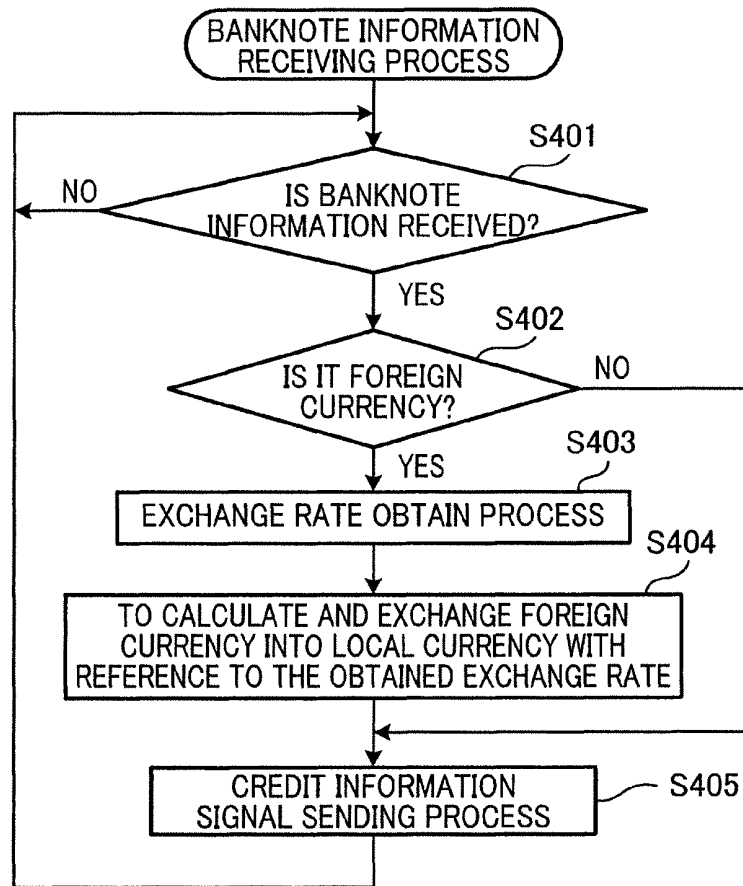 BANKNOTE INFORMATION
RECEIVING PROCESS
S401
NO
IS BANKNOTE
INFORMATION RECEIVED?
YES
S402
IS IT FOREIGN
CURRENCY?
NO
YES
S403
EXCHANGE RATE OBTAIN PROCESS
S404
TO CALCULATE AND EXCHANGE FOREIGN
CURRENCY INTO LOCAL CURRENCY WITH
REFERENCE TO THE OBTAINED EXCHANGE RATE
CREDIT INFORMATION
SIGNAL SENDING PROCESS
S405